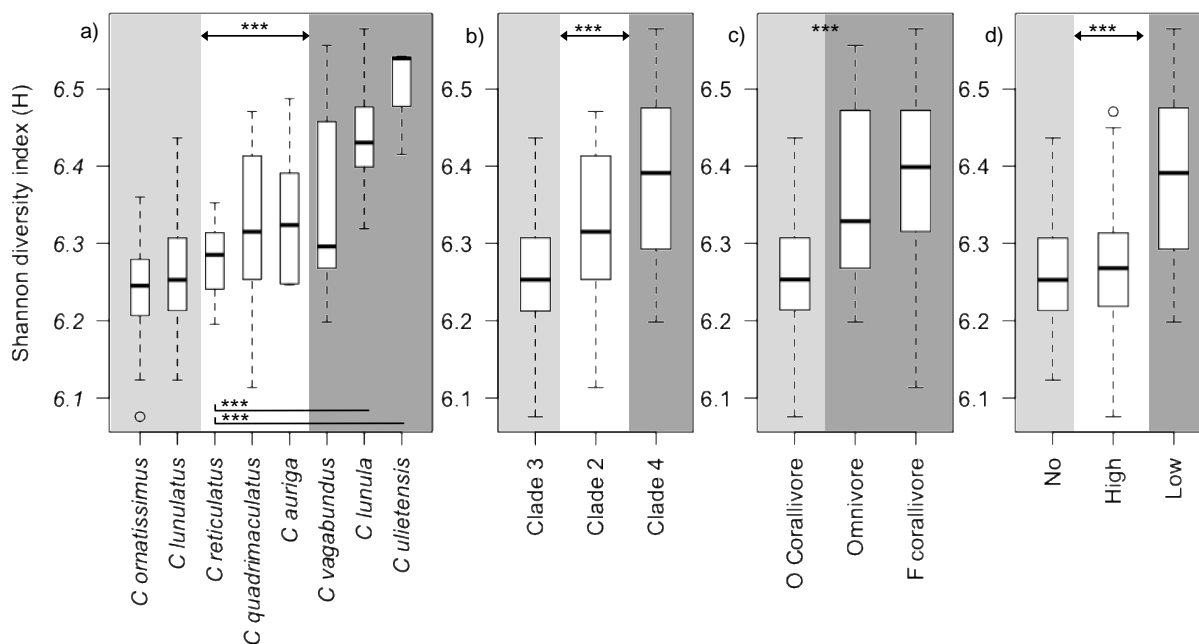 Shannon diversity index (H)
a)
***
6.5
6.4
6.3
6.2
6.1
***
***
C ornatissimus
C lunulatus
C reticulatus
C quadrimaculatus
C auriga
C vagabundus
C lunula
C ulietensis
b)
***
6.5
6.4
6.3
6.2
6.1
Clade 3
Clade 2
Clade 4
c)
***
6.5
6.4
6.3
6.2
6.1
O Corallivore
Omnivore
F corallivore
d)
***
6.5
6.4
6.3
6.2
6.1
No
High
Low